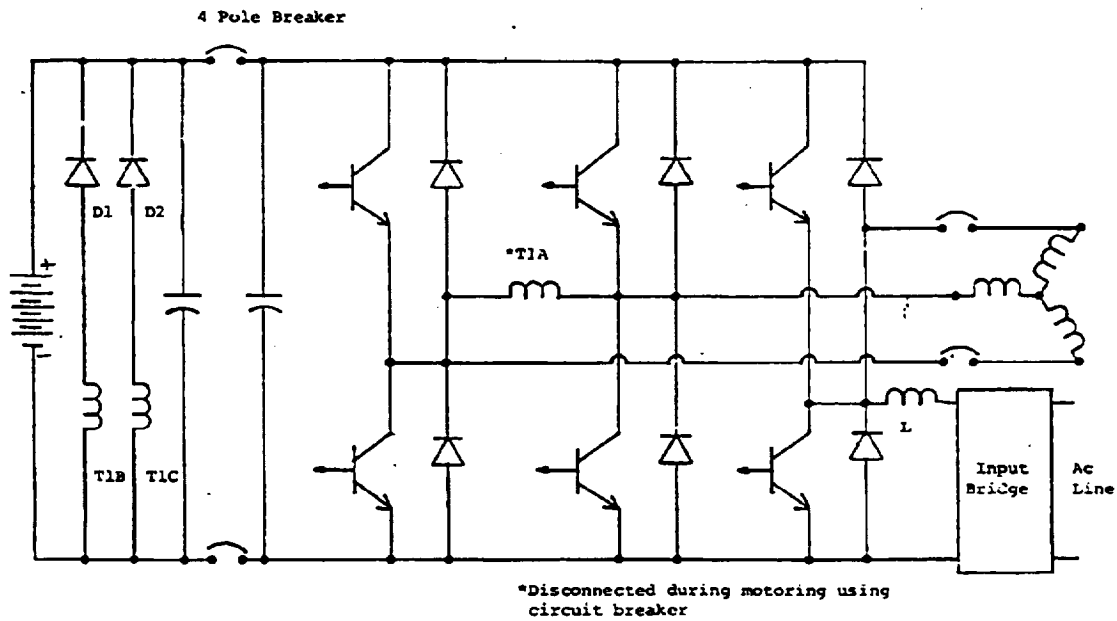 4 Pole Breaker
D1
D2
*T1A
+
T1B
T1C
L
Input
Bridge
Ac
Line
*Disconnected during motoring using
circuit breaker